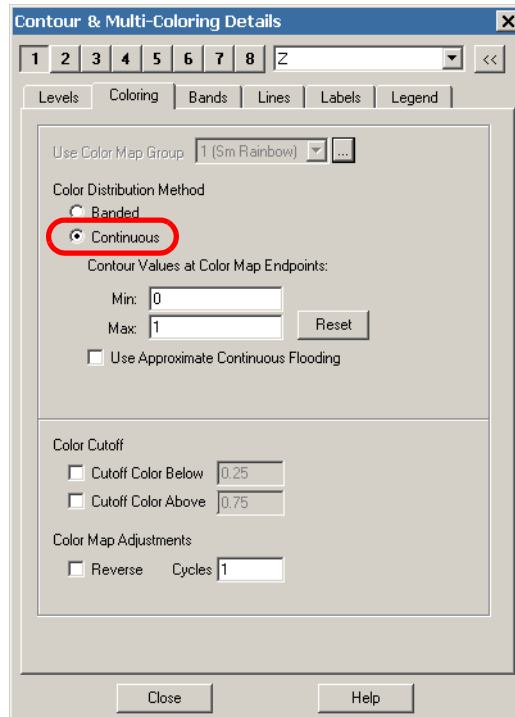 Contour & Multi-Coloring Details
1 2 3 4 5 6 7 8 Z <<
Levels Coloring Bands Lines Labels Legend
Use Color Map Group 1 (Sm Rainbow) ...
Color Distribution Method
Banded
Continuous
Contour Values at Color Map Endpoints:
Min: 0
Max: 1 Reset
Use Approximate Continuous Flooding
Color Cutoff
Cutoff Color Below 0.25
Cutoff Color Above 0.75
Color Map Adjustments
Reverse Cycles 1
Close Help